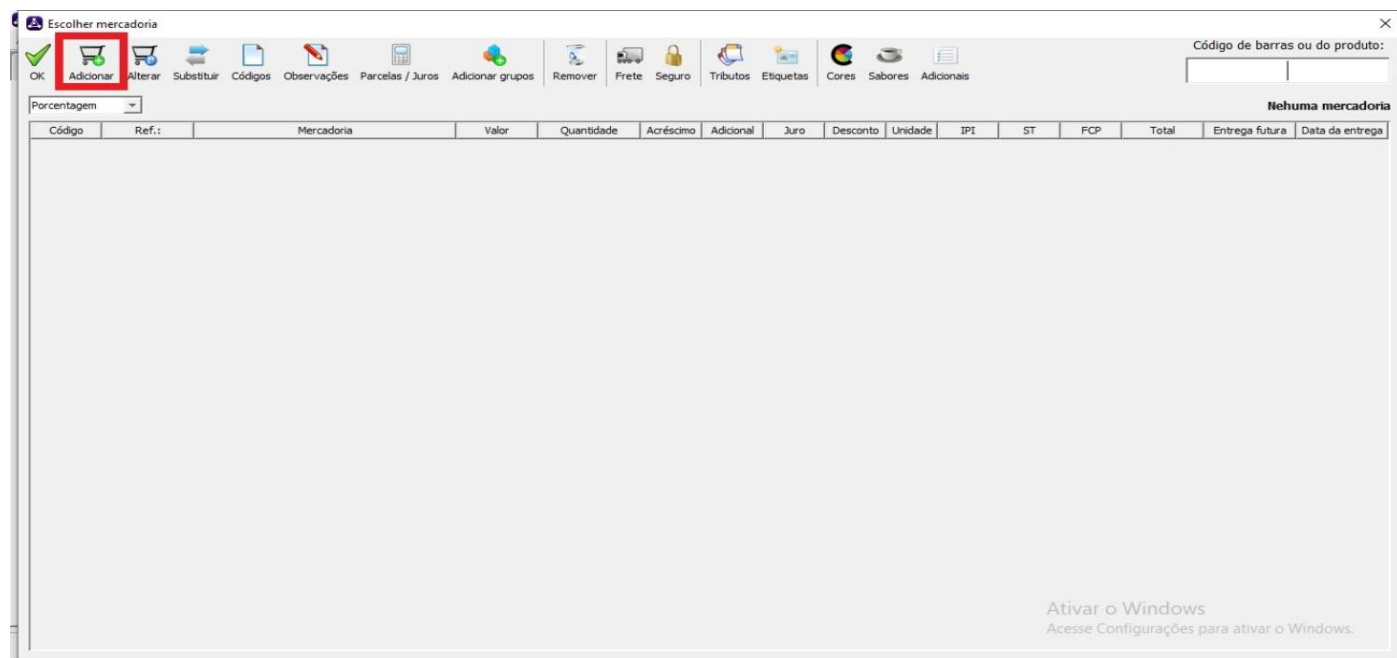 Escolher mercadoria
Código de barras ou do produto:
OK Adicionar Alterar Substituir Códigos Observações Parcelas / Juros Adicionar grupos Remover Frete Seguro Tributos Etiquetas Cores Sabores Adicionais
Porcentagem
Nehuma mercadoria
Código Ref.: Mercadoria Valor Quantidade Acréscimo Adicional Juro Desconto Unidade IPI ST FCP Total Entrega futura Data da entrega
Ativar o Windows
Acesse Configurações para ativar o Windows.